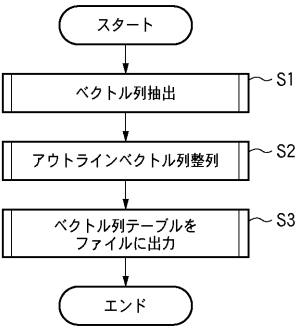 スタート
ベクトル列抽出
S1
アウトラインベクトル列整列
S2
ベクトル列テーブルを
ファイルに出力
S3
エンド